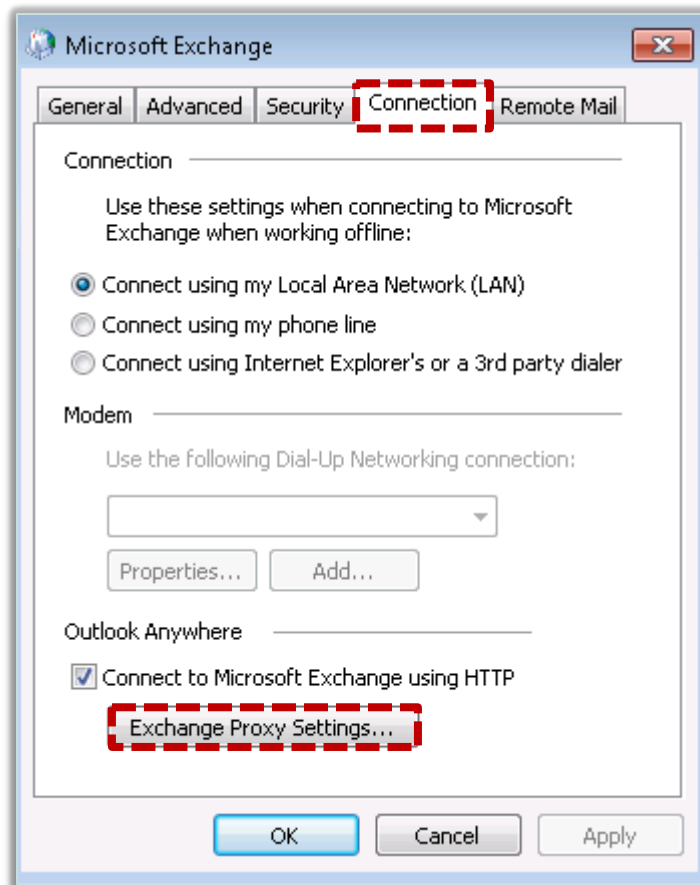 Microsoft Exchange
General Advanced Security Connection Remote Mail
Connection
Use these settings when connecting to Microsoft
Exchange when working offline:
Connect using my Local Area Network (LAN)
Connect using my phone line
Connect using Internet Explorer's or a 3rd party dialer
Modem
Use the following Dial-Up Networking connection:
Properties... Add...
Outlook Anywhere
Connect to Microsoft Exchange using HTTP
Exchange Proxy Settings...
OK Cancel Apply